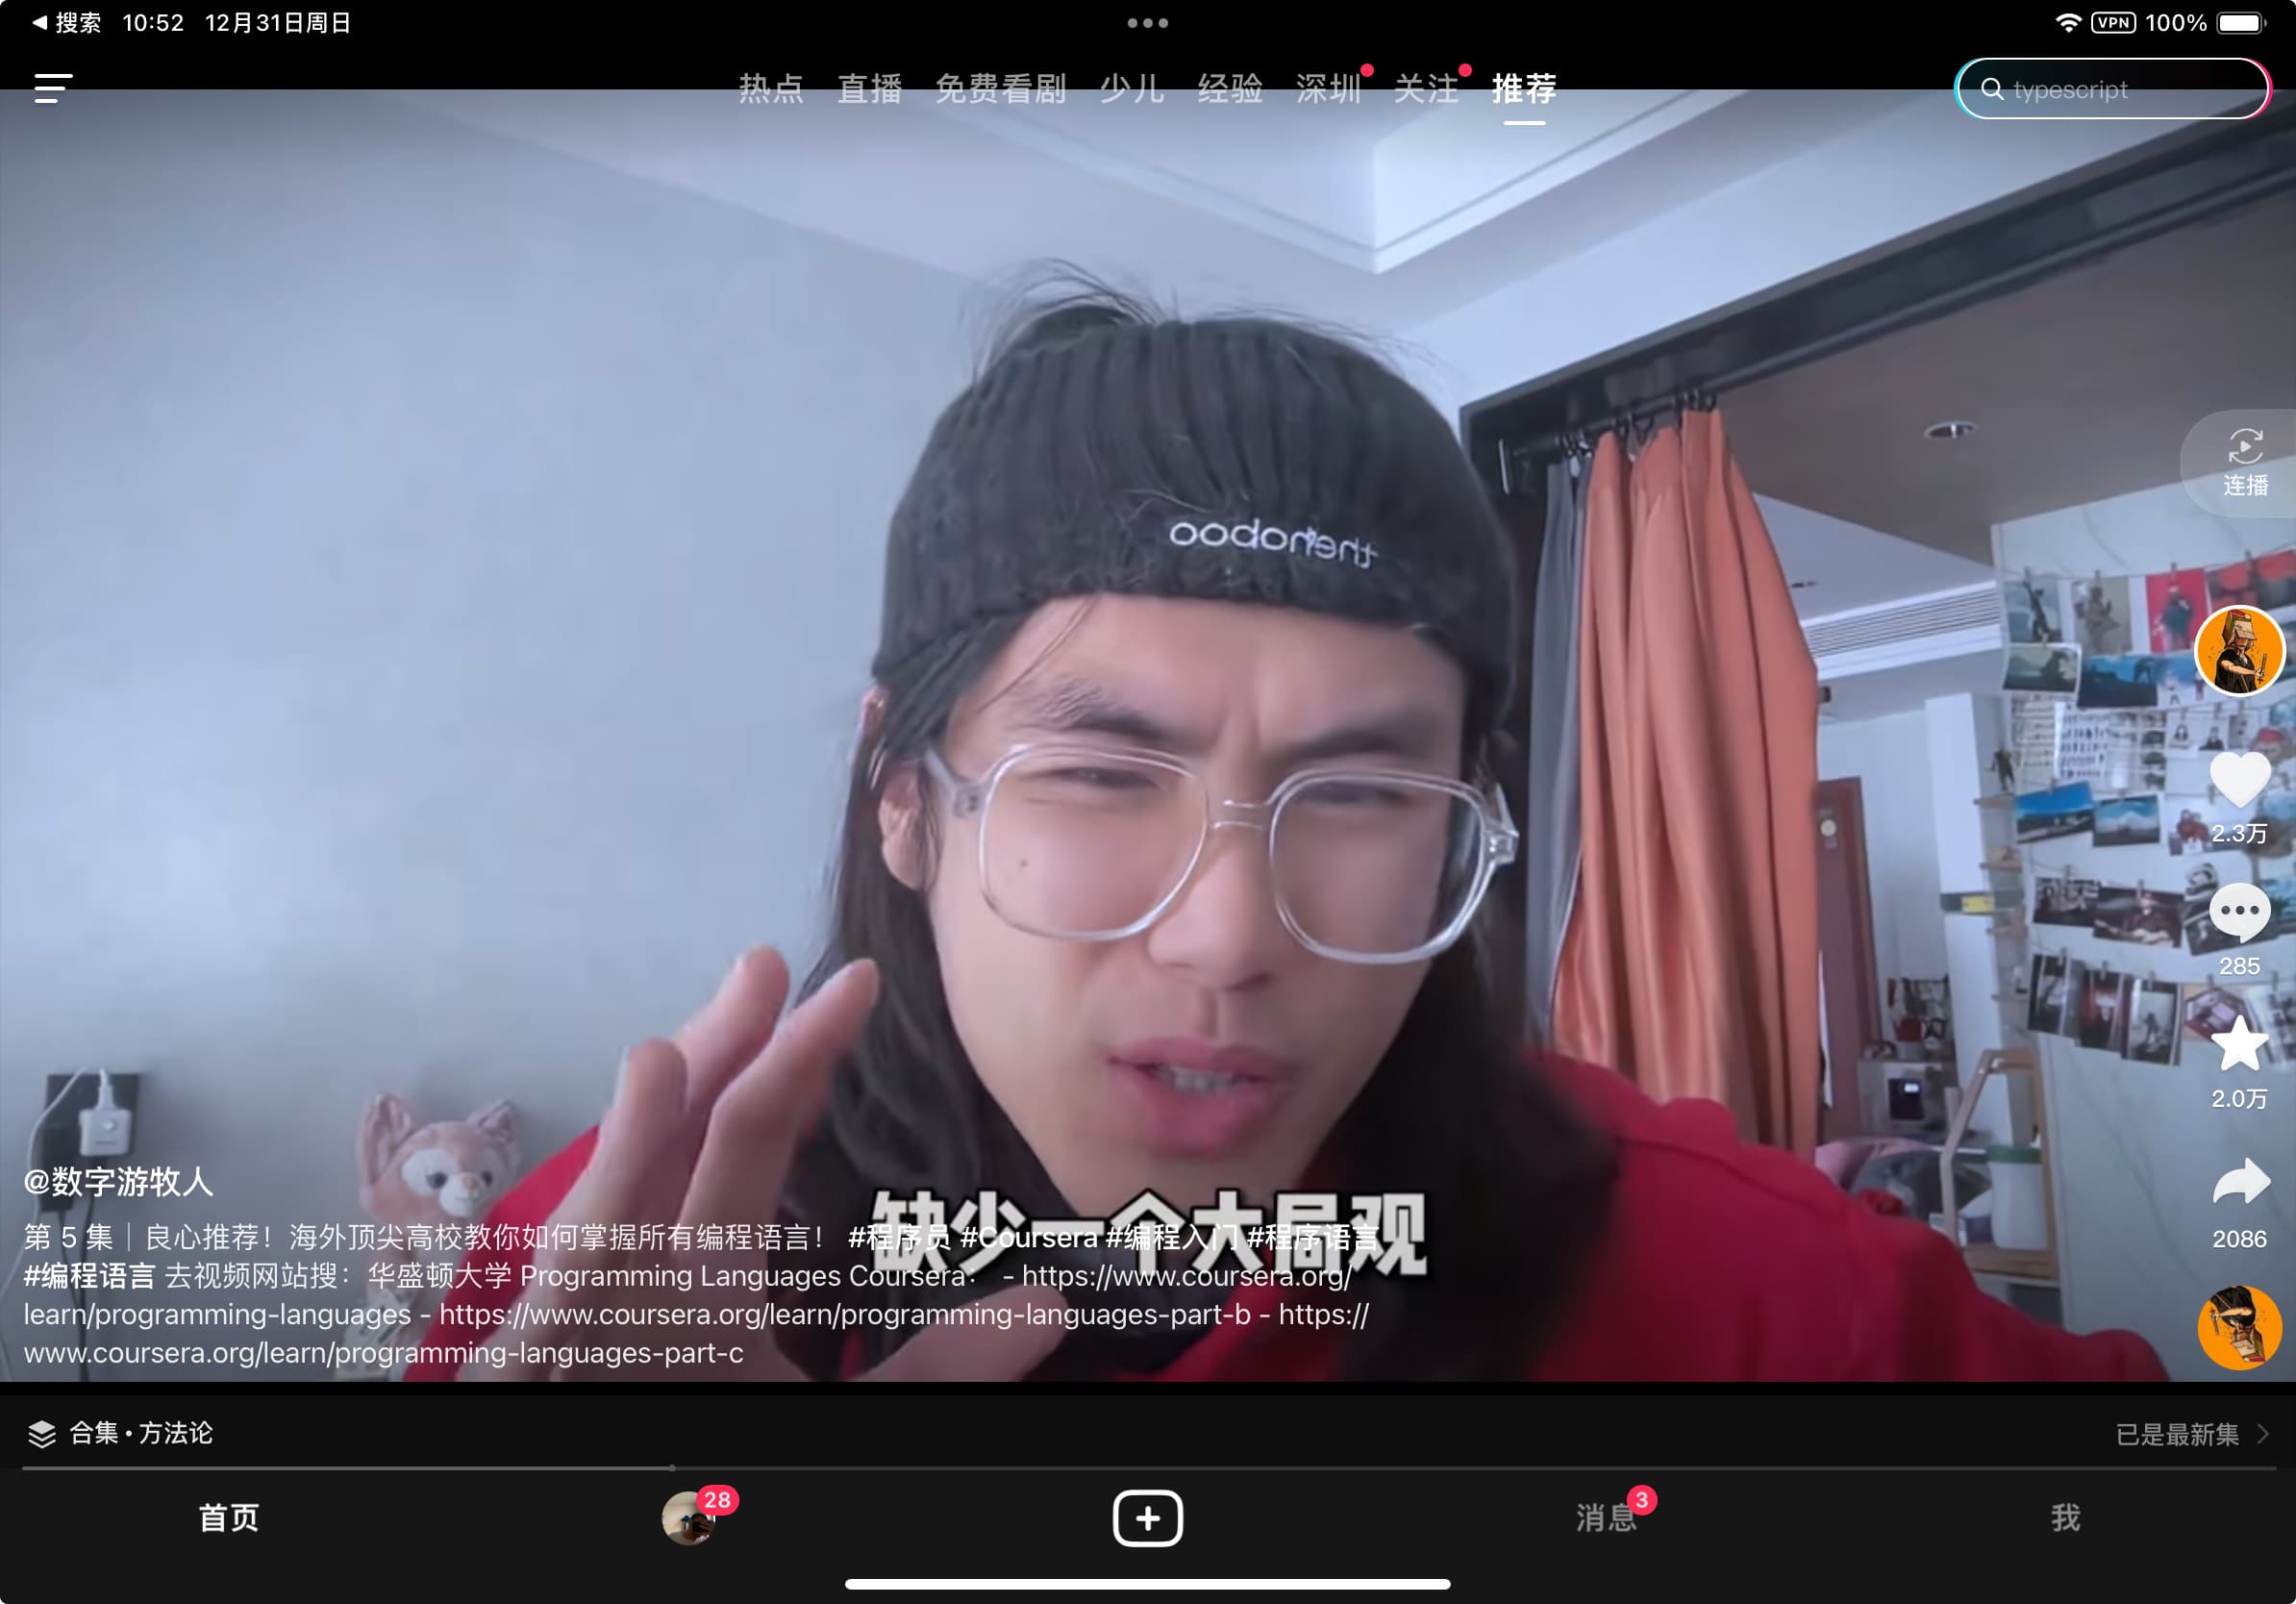 搜索 10:52 12月31日周日
VPN 100%
热点 直播 免费看剧 少儿 经验 深圳 关注 推荐
typescript
thenoboo
连播
2.3万
285
2.0万
2086
缺少一个大局观
@数字游牧人
第 5 集｜良心推荐！海外顶尖高校教你如何掌握所有编程语言！ #程序员 #Coursera #编程入门 #程序语言
#编程语言 去视频网站搜：华盛顿大学 Programming Languages Coursera： - https://www.coursera.org/
learn/programming-languages - https://www.coursera.org/learn/programming-languages-part-b - https://
www.coursera.org/learn/programming-languages-part-c
合集 • 方法论
已是最新集
首页 28 消息 3 我